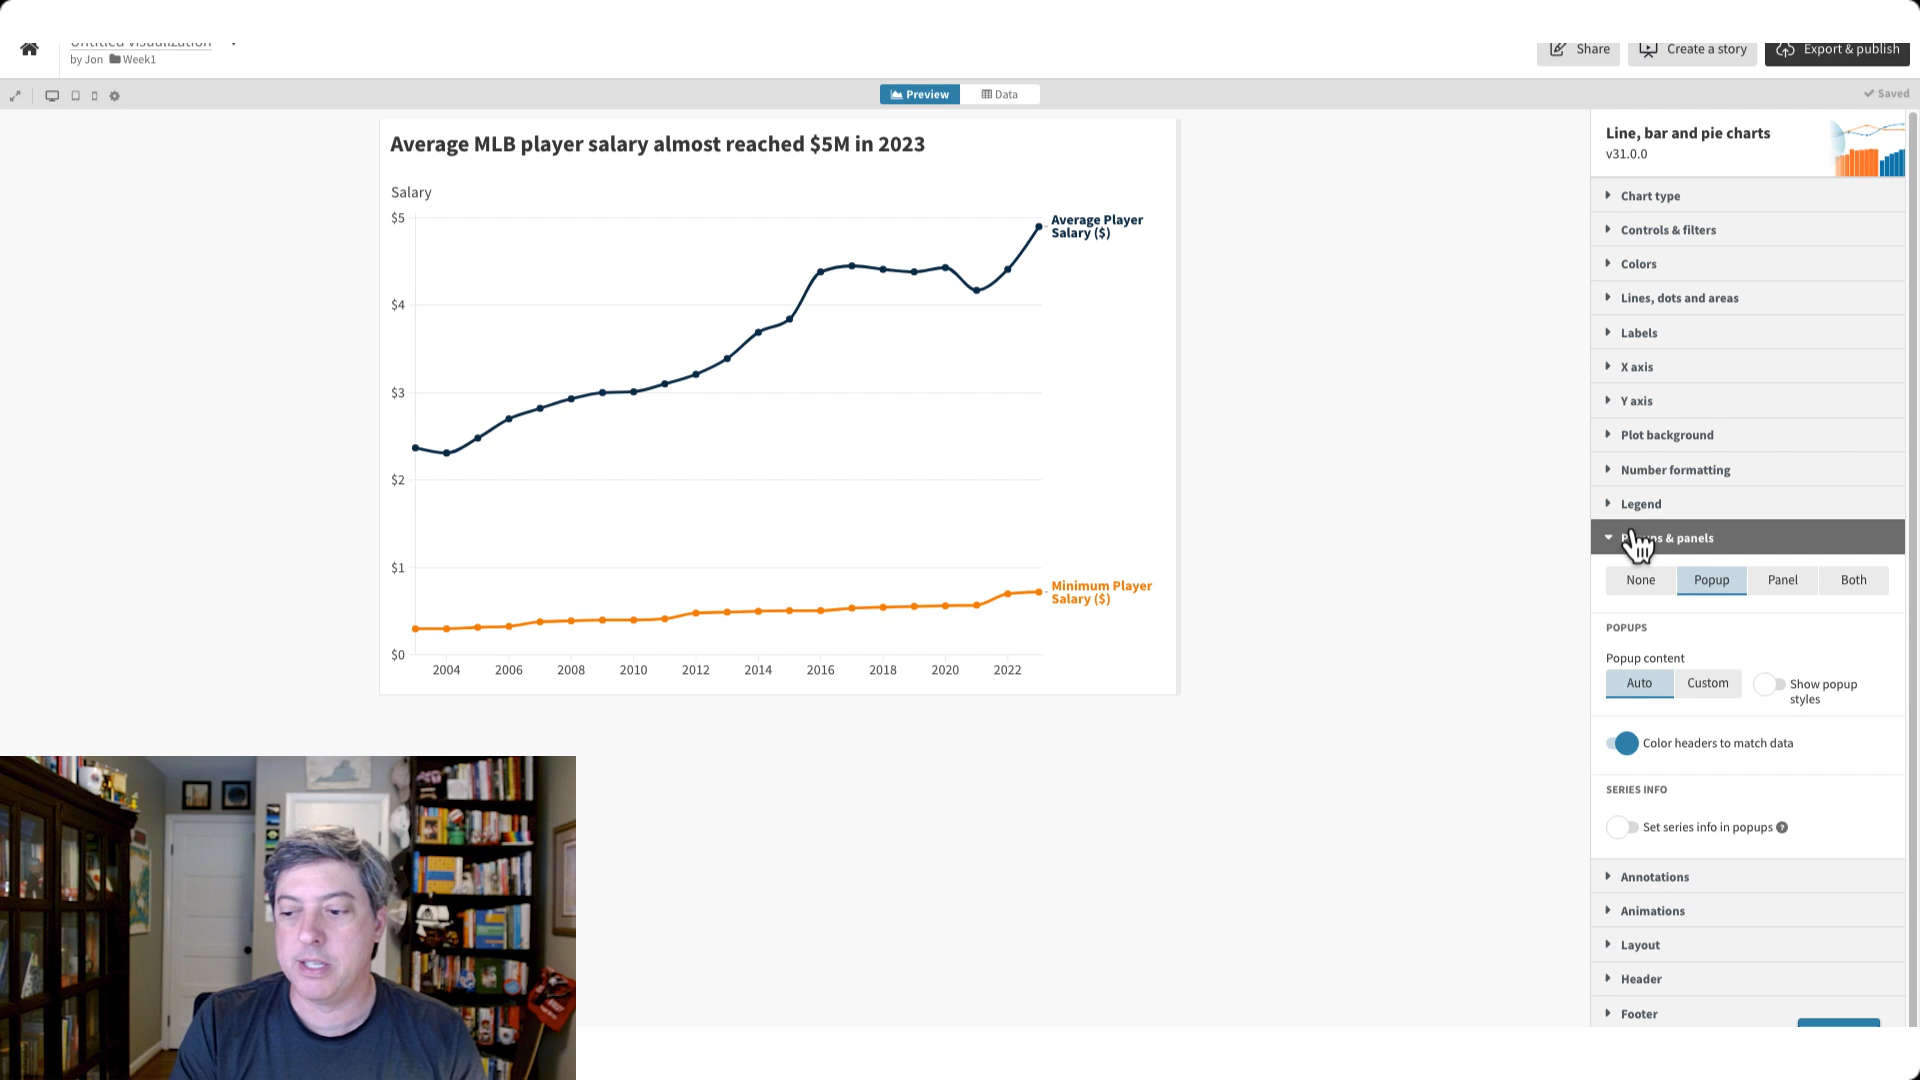 Untitled visualization
by Jon Week1
Share
Create a story
Export & publish
Preview
Data
Saved
Average MLB player salary almost reached $5M in 2023
Salary
$5
$4
$3
$2
$1
$0
Average Player
Salary ($)
Minimum Player
Salary ($)
2004 2006 2008 2010 2012 2014 2016 2018 2020 2022
Line, bar and pie charts
v31.0.0
Chart type
Controls & filters
Colors
Lines, dots and areas
Labels
X axis
Y axis
Plot background
Number formatting
Legend
& panels
None Popup Panel Both
POPUPS
Popup content
Auto Custom
Show popup
styles
Color headers to match data
SERIES INFO
Set series info in popups ?
Annotations
Animations
Layout
Header
Footer